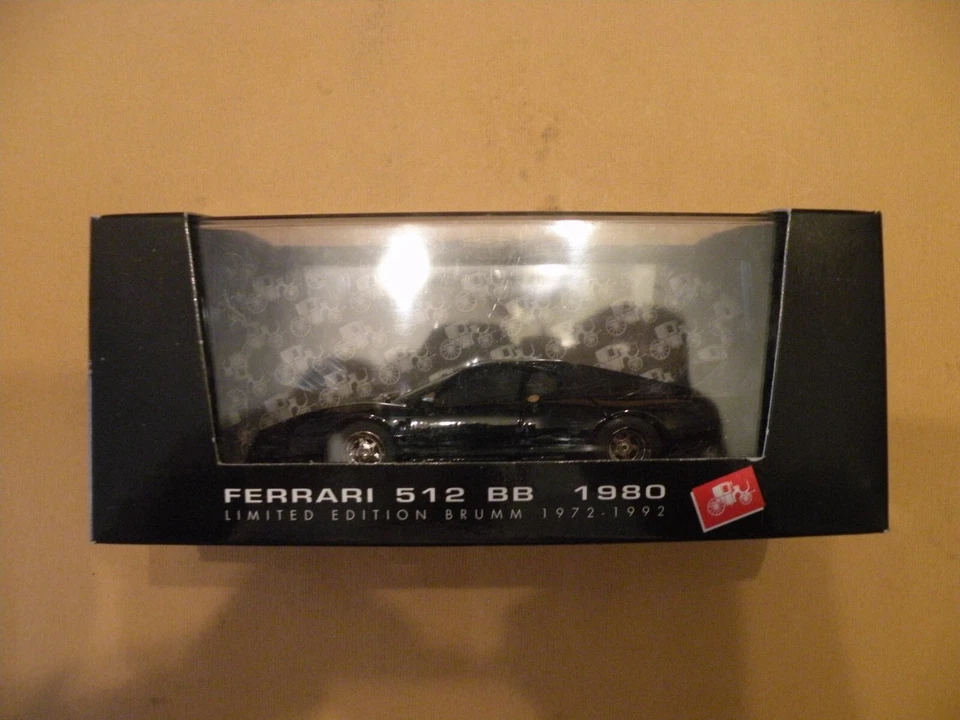 FERRARI 512 BB 1980
LIMITED EDITION BRUMM 1972-1992